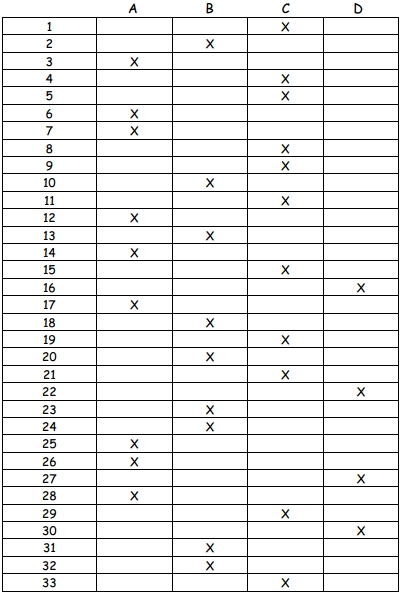 A B C D
1 X
2 X
3 X
4 X
5 X
6 X
7 X
8 X
9 X
10 X
11 X
12 X
13 X
14 X
15 X
16 X
17 X
18 X
19 X
20 X
21 X
22 X
23 X
24 X
25 X
26 X
27 X
28 X
29 X
30 X
31 X
32 X
33 X